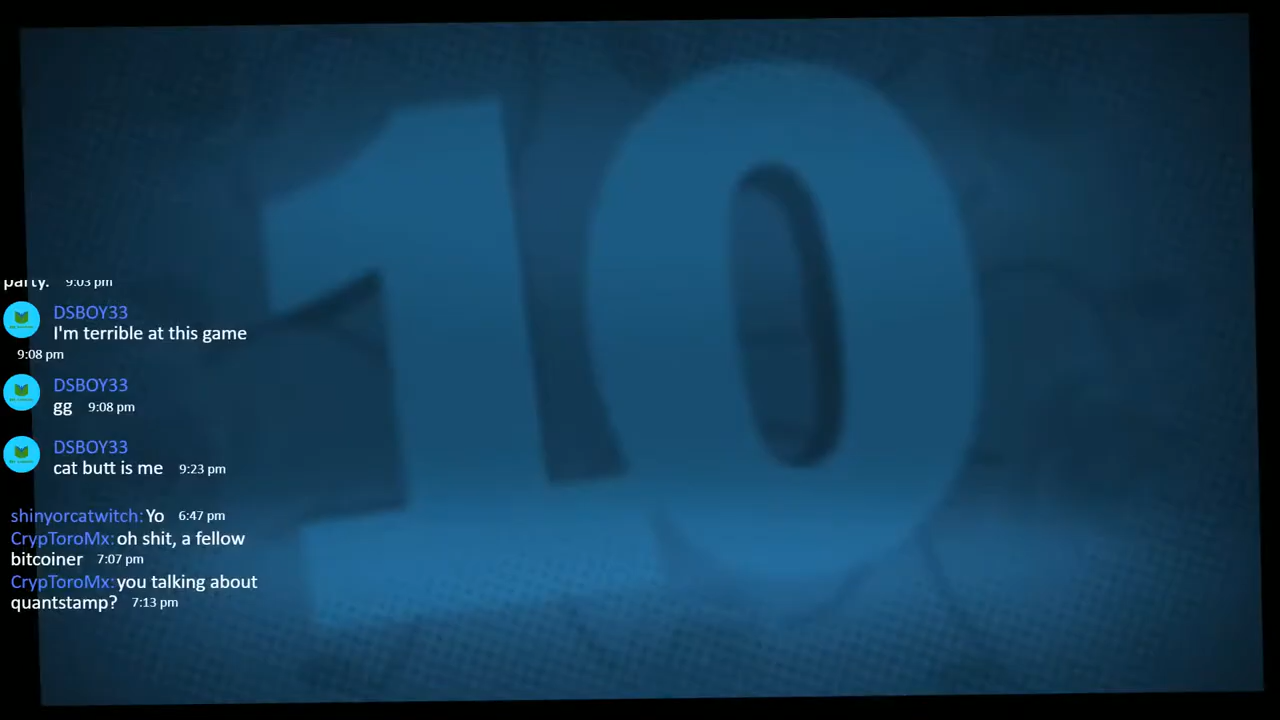 10
party. 9:03 pm
DSBOY33
I'm terrible at this game
9:08 pm
DSBOY33
gg 9:08 pm
DSBOY33
cat butt is me 9:23 pm
shinyorcatwitch: Yo 6:47 pm
CrypToroMx: oh shit, a fellow
bitcoiner 7:07 pm
CrypToroMx: you talking about
quantstamp? 7:13 pm